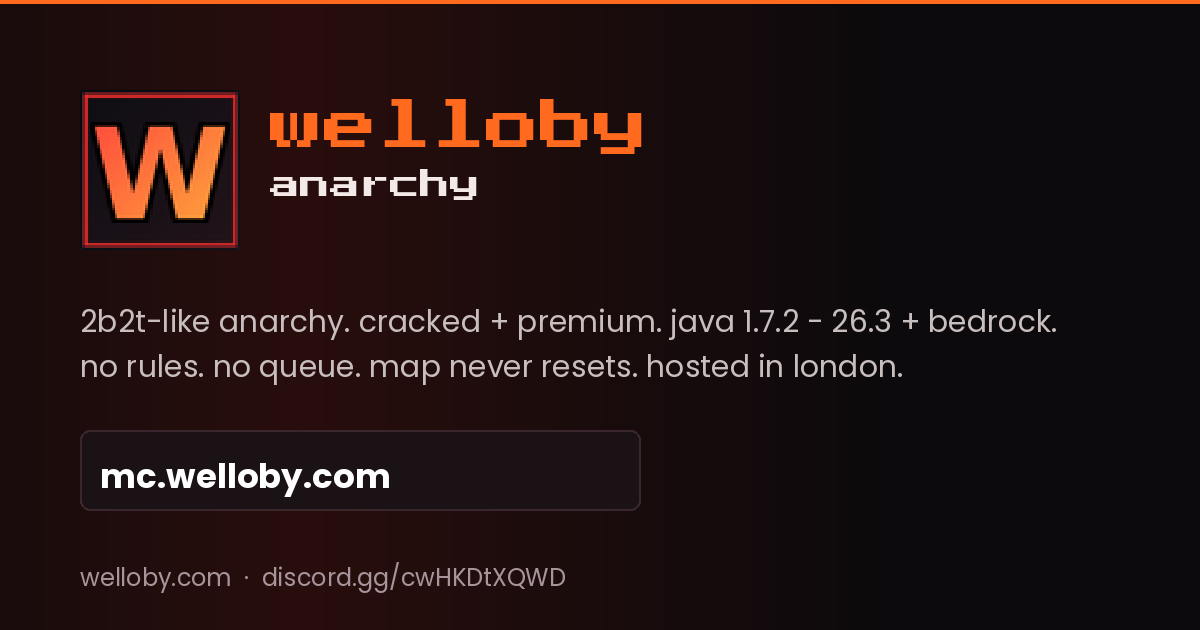 W
welloby
anarchy
2b2t-like anarchy. cracked + premium. java 1.7.2 - 26.3 + bedrock.
no rules. no queue. map never resets. hosted in london.
mc.welloby.com
welloby.com · discord.gg/cwHKDtXQWD